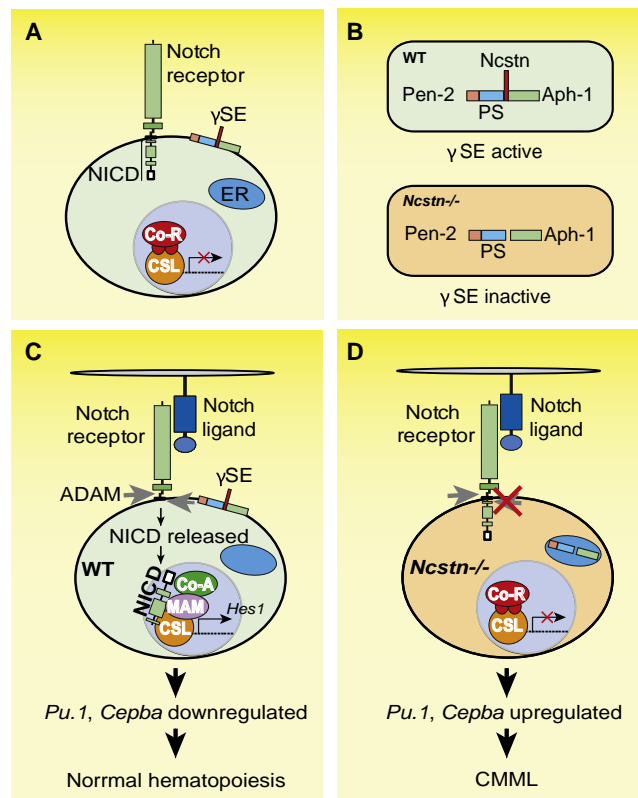 A
Notch
receptor
γSE
NICD
ER
Co-R
CSL
B
WT
Ncstn
Pen-2
Aph-1
PS
γ SE active
Ncstn-/-
Pen-2
Aph-1
PS
γ SE inactive
C
Notch
receptor
Notch
ligand
γSE
ADAM
NICD released
WT
NICD
Co-A
MAM
Hes1
CSL
Pu.1, Cepba downregulated
Norrmal hematopoiesis
D
Notch
receptor
Notch
ligand
Ncstn-/-
Co-R
CSL
Pu.1, Cepba upregulated
CMML